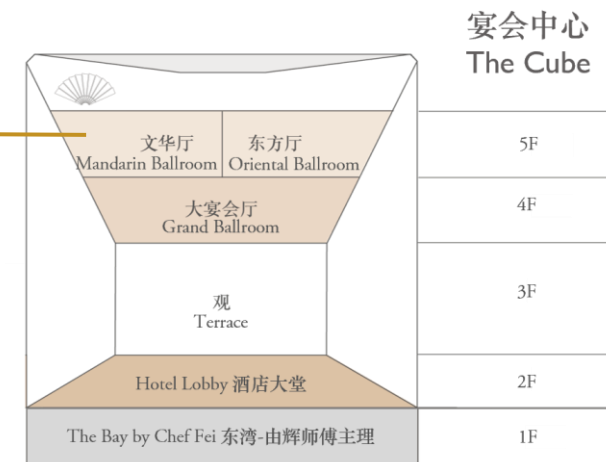 宴会中心
The Cube
文华厅
Mandarin Ballroom
东方厅
Oriental Ballroom
5F
大宴会厅
Grand Ballroom
4F
观
Terrace
3F
Hotel Lobby 酒店大堂
2F
The Bay by Chef Fei 东湾-由辉师傅主理
1F